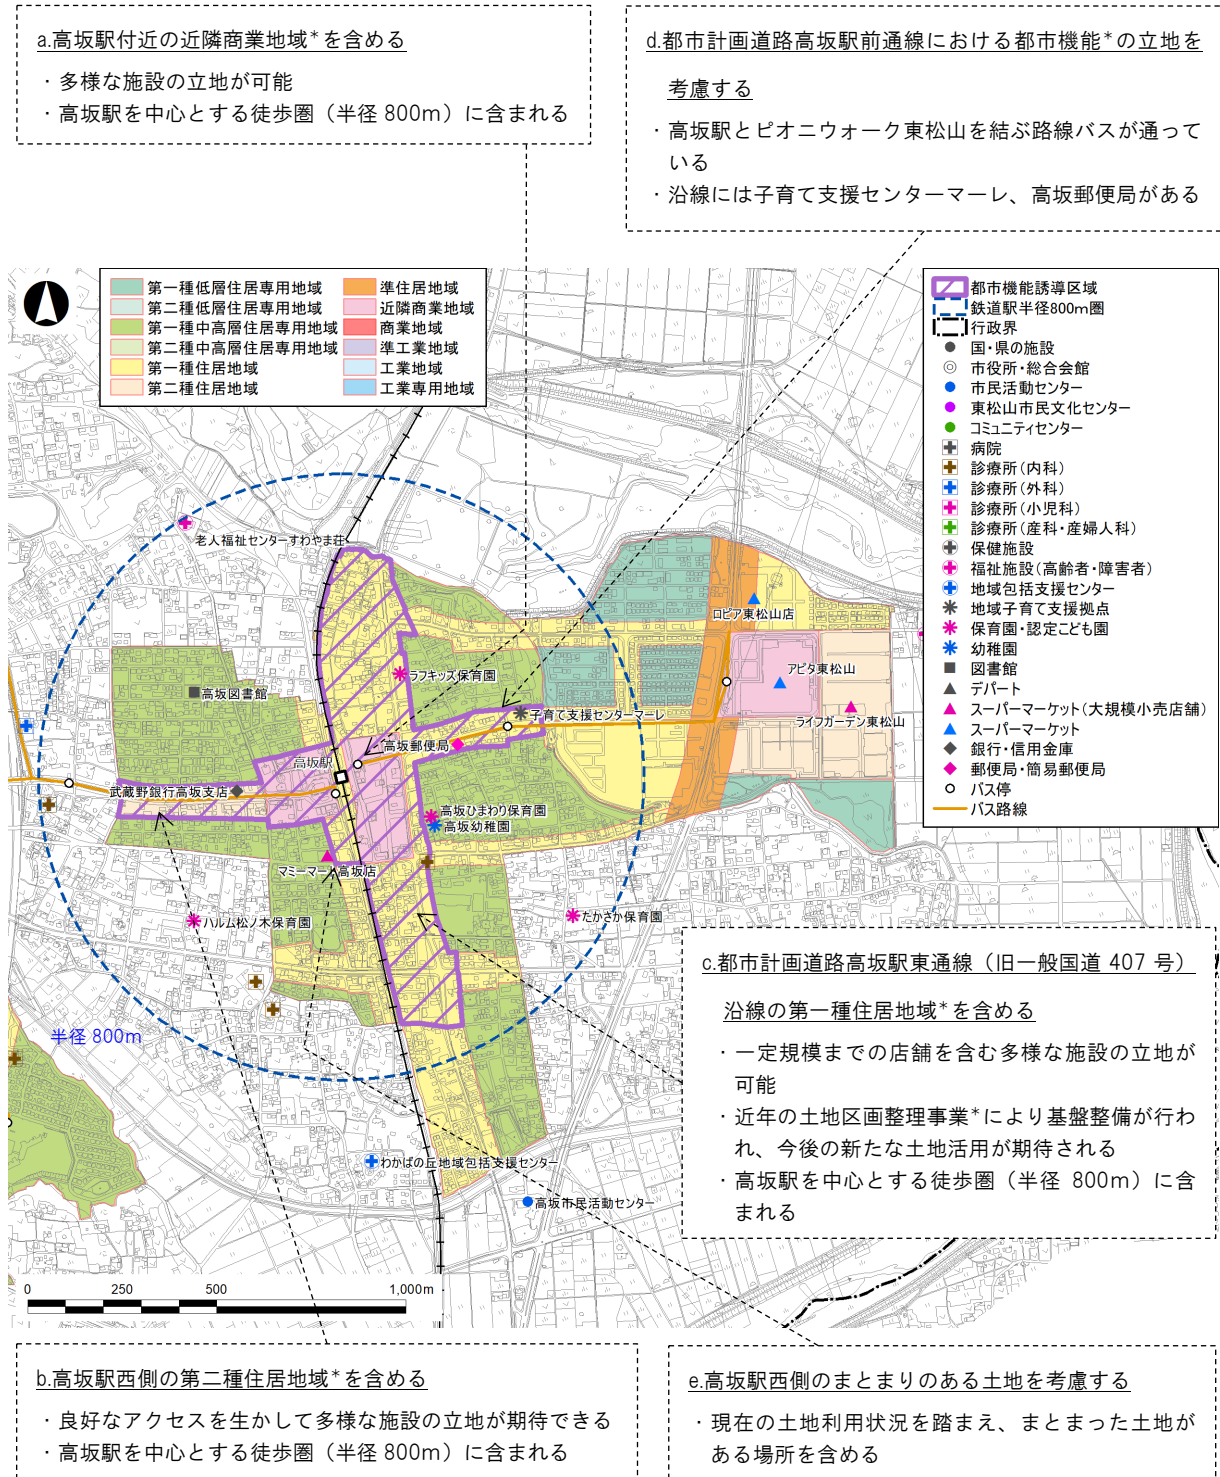 a.高坂駅付近の近隣商業地域*を含める
・多様な施設の立地が可能
・高坂駅を中心とする徒歩圏（半径 800m）に含まれる
d.都市計画道路高坂駅前通線における都市機能*の立地を
考慮する
・高坂駅とピオニウォーク東松山を結ぶ路線バスが通って
いる
・沿線には子育て支援センターマーレ、高坂郵便局がある
第一種低層住居専用地域
第二種低層住居専用地域
第一種中高層住居専用地域
第二種中高層住居専用地域
第一種住居地域
第二種住居地域
準住居地域
近隣商業地域
商業地域
準工業地域
工業地域
工業専用地域
都市機能誘導区域
鉄道駅半径800m圏
行政界
国・県の施設
市役所・総合会館
市民活動センター
東松山市民文化センター
コミュニティセンター
病院
診療所(内科)
診療所(外科)
診療所(小児科)
診療所(産科・産婦人科)
保健施設
福祉施設(高齢者・障害者)
地域包括支援センター
地域子育て支援拠点
保育園・認定こども園
幼稚園
図書館
デパート
スーパーマーケット(大規模小売店舗)
スーパーマーケット
銀行・信用金庫
郵便局・簡易郵便局
バス停
バス路線
老人福祉センターすわやま荘
ロピア東松山店
ラフキッズ保育園
アピタ東松山
高坂図書館
子育て支援センターマーレ
ライフガーデン東松山
高坂郵便局
高坂駅
武蔵野銀行高坂支店
高坂ひまわり保育園
高坂幼稚園
マミーマート高坂店
ハルム松ノ木保育園
たかさか保育園
半径 800m
わかばの丘地域包括支援センター
高坂市民活動センター
c.都市計画道路高坂駅東通線（旧一般国道 407 号）
沿線の第一種住居地域*を含める
・一定規模までの店舗を含む多様な施設の立地が
可能
・近年の土地区画整理事業*により基盤整備が行わ
れ、今後の新たな土地活用が期待される
・高坂駅を中心とする徒歩圏（半径 800m）に含
まれる
0 250 500 1,000m
b.高坂駅西側の第二種住居地域*を含める
・良好なアクセスを生かして多様な施設の立地が期待できる
・高坂駅を中心とする徒歩圏（半径 800m）に含まれる
e.高坂駅西側のまとまりのある土地を考慮する
・現在の土地利用状況を踏まえ、まとまった土地が
ある場所を含める